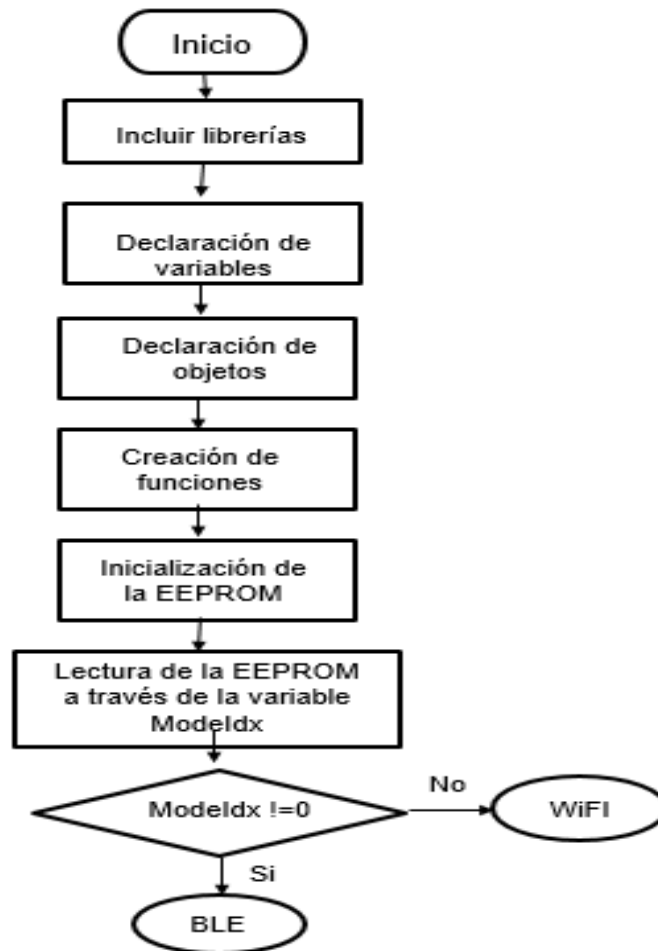 Inicio
Incluir librerías
Declaración de
variables
Declaración de
objetos
Creación de
funciones
Inicialización de
la EEPROM
Lectura de la EEPROM
a través de la variable
ModeIdx
ModeIdx !=0
No
WiFI
Si
BLE